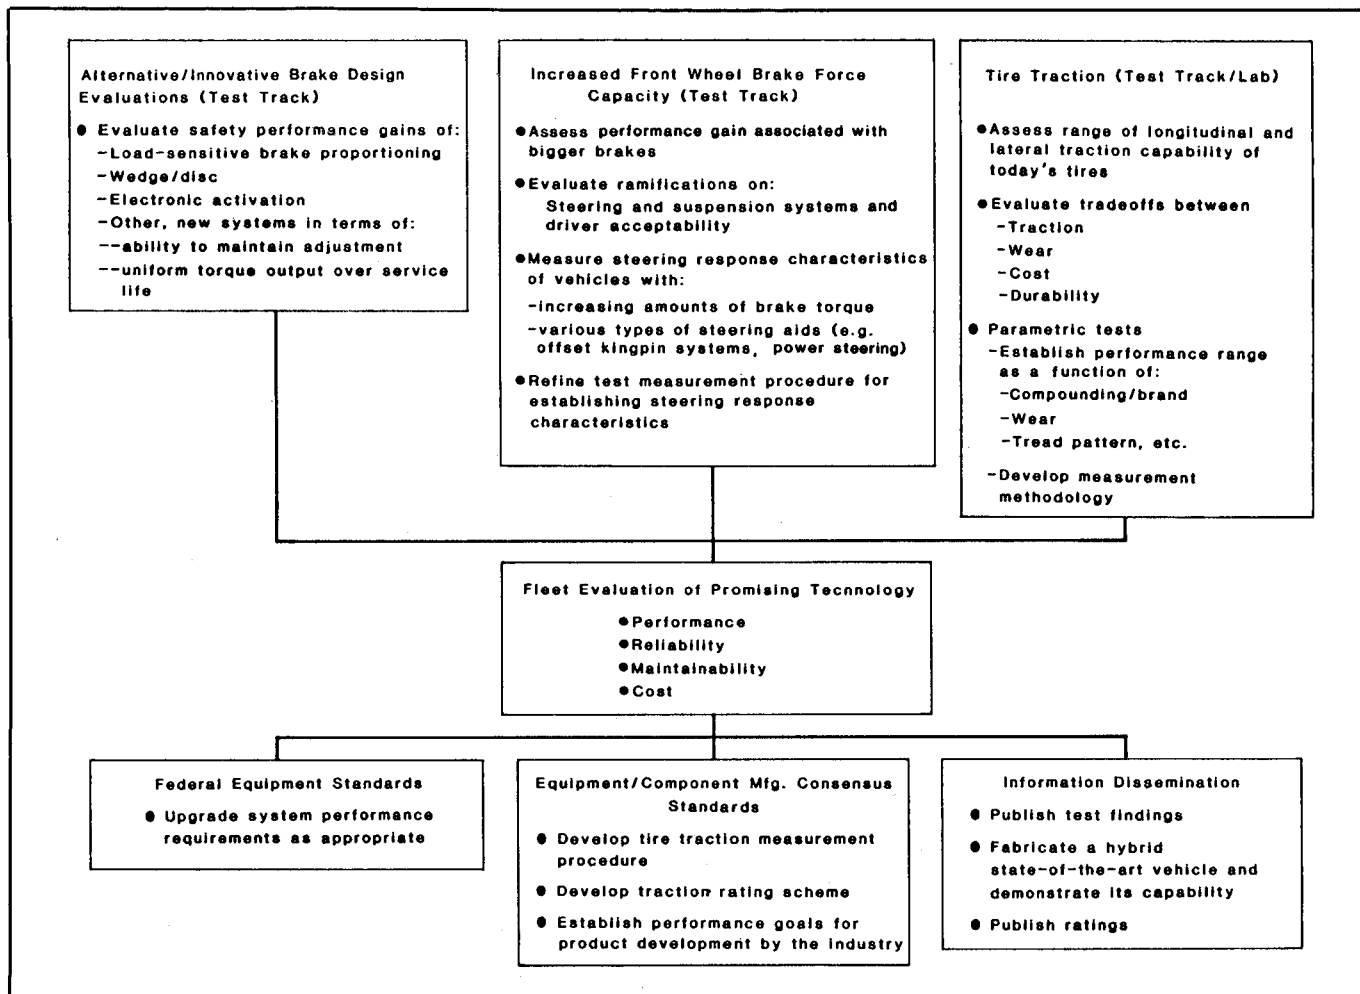 Alternative/Innovative Brake Design
Evaluations (Test Track)
● Evaluate safety performance gains of:
-Load-sensitive brake proportioning
-Wedge/disc
-Electronic activation
-Other, new systems in terms of:
--ability to maintain adjustment
--uniform torque output over service
life
Increased Front Wheel Brake Force
Capacity (Test Track)
●Assess performance gain associated with
bigger brakes
●Evaluate ramifications on:
Steering and suspension systems and
driver acceptability
●Measure steering response characteristics
of vehicles with:
-increasing amounts of brake torque
-various types of steering aids (e.g.
offset kingpin systems, power steering)
●Refine test measurement procedure for
establishing steering response
characteristics
Tire Traction (Test Track/Lab)
●Assess range of longitudinal and
lateral traction capability of
today's tires
●Evaluate tradeoffs between
-Traction
-Wear
-Cost
-Durability
● Parametric tests
-Establish performance range
as a function of:
-Compounding/brand
-Wear
-Tread pattern, etc.
-Develop measurement
methodology
Fleet Evaluation of Promising Tecnnology
●Performance
●Reliability
●Maintainability
●Cost
Federal Equipment Standards
● Upgrade system performance
requirements as appropriate
Equipment/Component Mfg. Consensus
Standards
● Develop tire traction measurement
procedure
● Develop traction rating scheme
● Establish performance goals for
product development by the industry
Information Dissemination
● Publish test findings
● Fabricate a hybrid
state-of-the-art vehicle and
demonstrate its capability
● Publish ratings